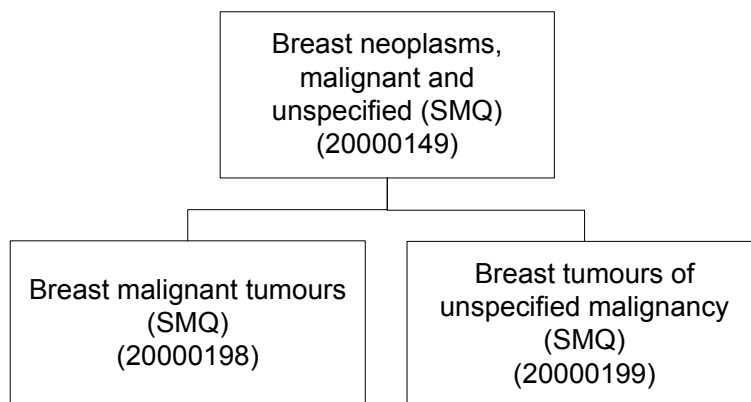 Breast neoplasms,
malignant and
unspecified (SMQ)
(20000149)
Breast malignant tumours
(SMQ)
(20000198)
Breast tumours of
unspecified malignancy
(SMQ)
(20000199)